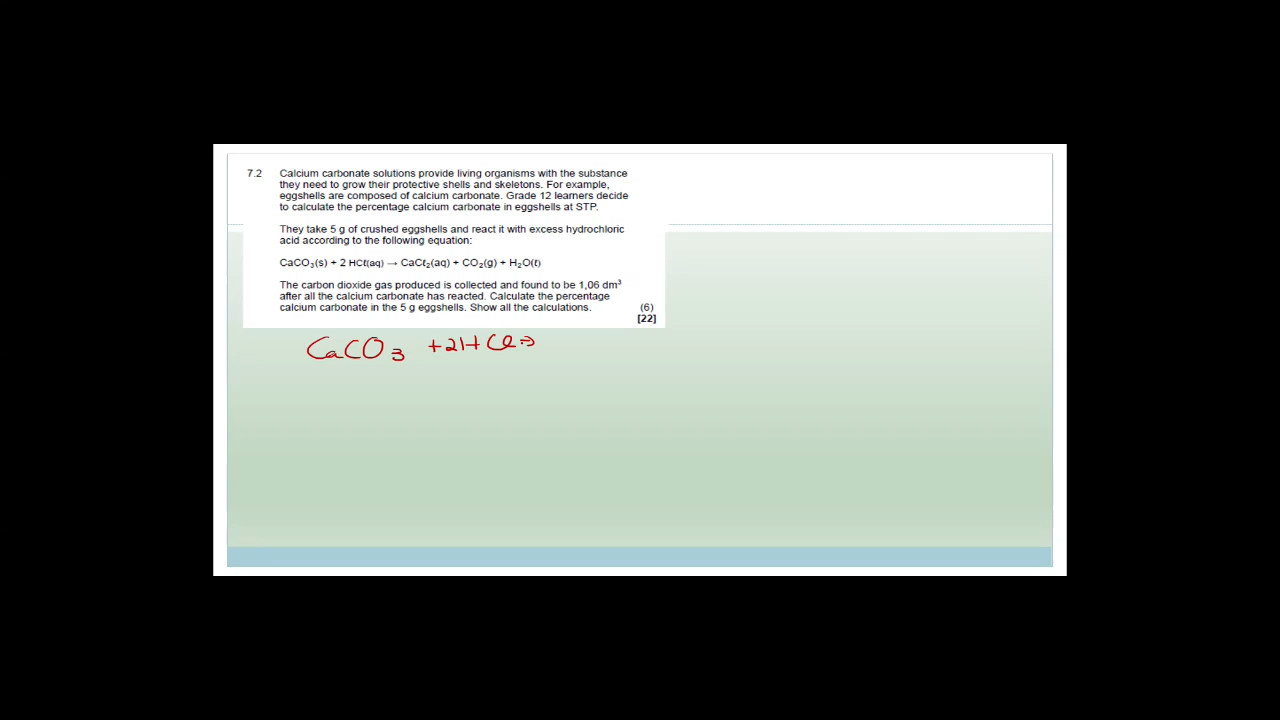 7.2 Calcium carbonate solutions provide living organisms with the substance
they need to grow their protective shells and skeletons. For example,
eggshells are composed of calcium carbonate. Grade 12 learners decide
to calculate the percentage calcium carbonate in eggshells at STP.
They take 5 g of crushed eggshells and react it with excess hydrochloric
acid according to the following equation:
CaCO₃(s) + 2 HCℓ(aq) → CaCℓ₂(aq) + CO₂(g) + H₂O(ℓ)
The carbon dioxide gas produced is collected and found to be 1,06 dm³
after all the calcium carbonate has reacted. Calculate the percentage
calcium carbonate in the 5 g eggshells. Show all the calculations. (6)
[22]
CaCO₃ + 2HCl →